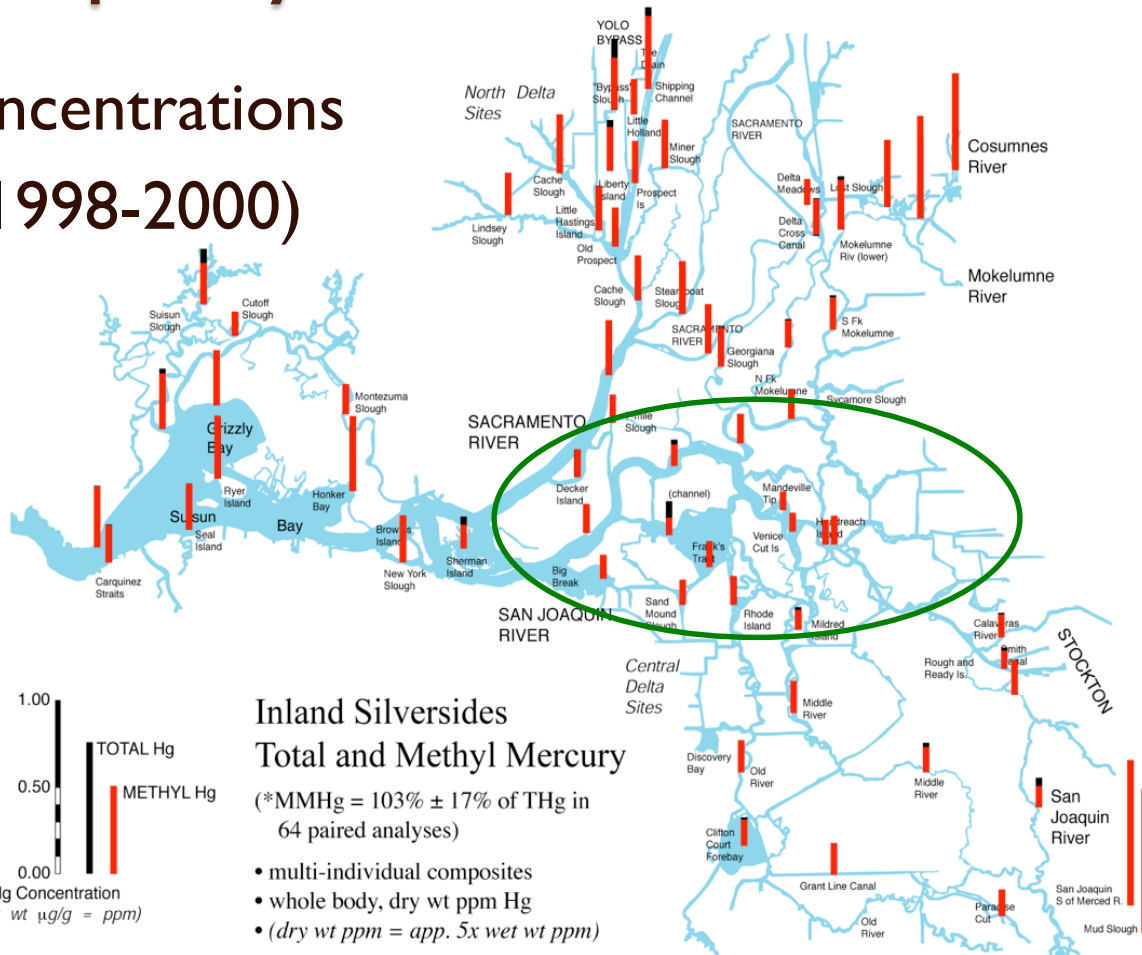 ncentrations
1998-2000)
YOLO
BYPASS
The
Drain
North Delta
Sites
"Bypass"
Slough
Shipping
Channel
Little
Holland
SACRAMENTO
RIVER
Miner
Slough
Cosumnes
River
Cache
Slough
Liberty
Island
Prospect
Is
Delta
Meadows
Lost Slough
Little
Hastings
Island
Lindsey
Slough
Delta
Cross
Canal
Mokelumne
Riv (lower)
Old
Prospect
Mokelumne
River
Cache
Slough
Steamboat
Slough
Suisun
Slough
Cutoff
Slough
SACRAMENTO
RIVER
S Fk
Mokelumne
Georgiana
Slough
N Fk
Mokelumne
Sycamore Slough
Montezuma
Slough
SACRAMENTO
RIVER
mile
Slough
Grizzly
Bay
Decker
Island
(channel)
Mandeville
Tip
Ryer
Island
Honker
Bay
Suisun
Bay
Seal
Island
Browns
Island
Venice
Cut Is
Headreach
Island
Frank's
Tract
Sherman
Island
New York
Slough
Big
Break
Carquinez
Straits
Sand
Mound
Slough
SAN JOAQUIN
RIVER
Rhode
Island
Mildred
Island
Calaveras
River
Smith
Canal
STOCKTON
Rough and
Ready Is.
Central
Delta
Sites
Middle
River
Discovery
Bay
Old
River
Middle
River
San
Joaquin
River
Clifton
Court
Forebay
Grant Line Canal
San Joaquin
S of Merced R.
Paradise
Cut
Old
River
Mud Slough
1.00
TOTAL Hg
0.50
METHYL Hg
0.00
Hg Concentration
wt µg/g = ppm)
Inland Silversides
Total and Methyl Mercury
(*MMHg = 103% ± 17% of THg in
64 paired analyses)
• multi-individual composites
• whole body, dry wt ppm Hg
• (dry wt ppm = app. 5x wet wt ppm)